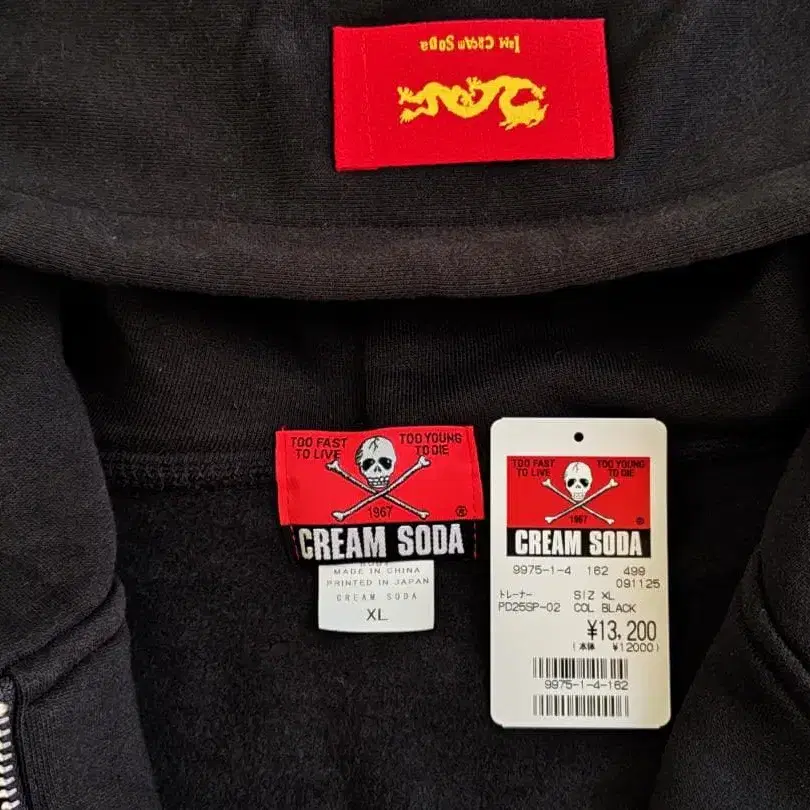 I AM CREAM SODA
TOO FAST TO LIVE
TOO YOUNG TO DIE
1967
®
CREAM SODA
BODY
MADE IN CHINA
PRINTED IN JAPAN
CREAM SODA
XL
TOO FAST TO LIVE
TOO YOUNG TO DIE
1967
®
CREAM SODA
9975-1-4 162 499
091125
トレーナー SIZ XL
PD25SP-02 COL BLACK
¥13,200
(本体 ¥12000)
9975-1-4-162